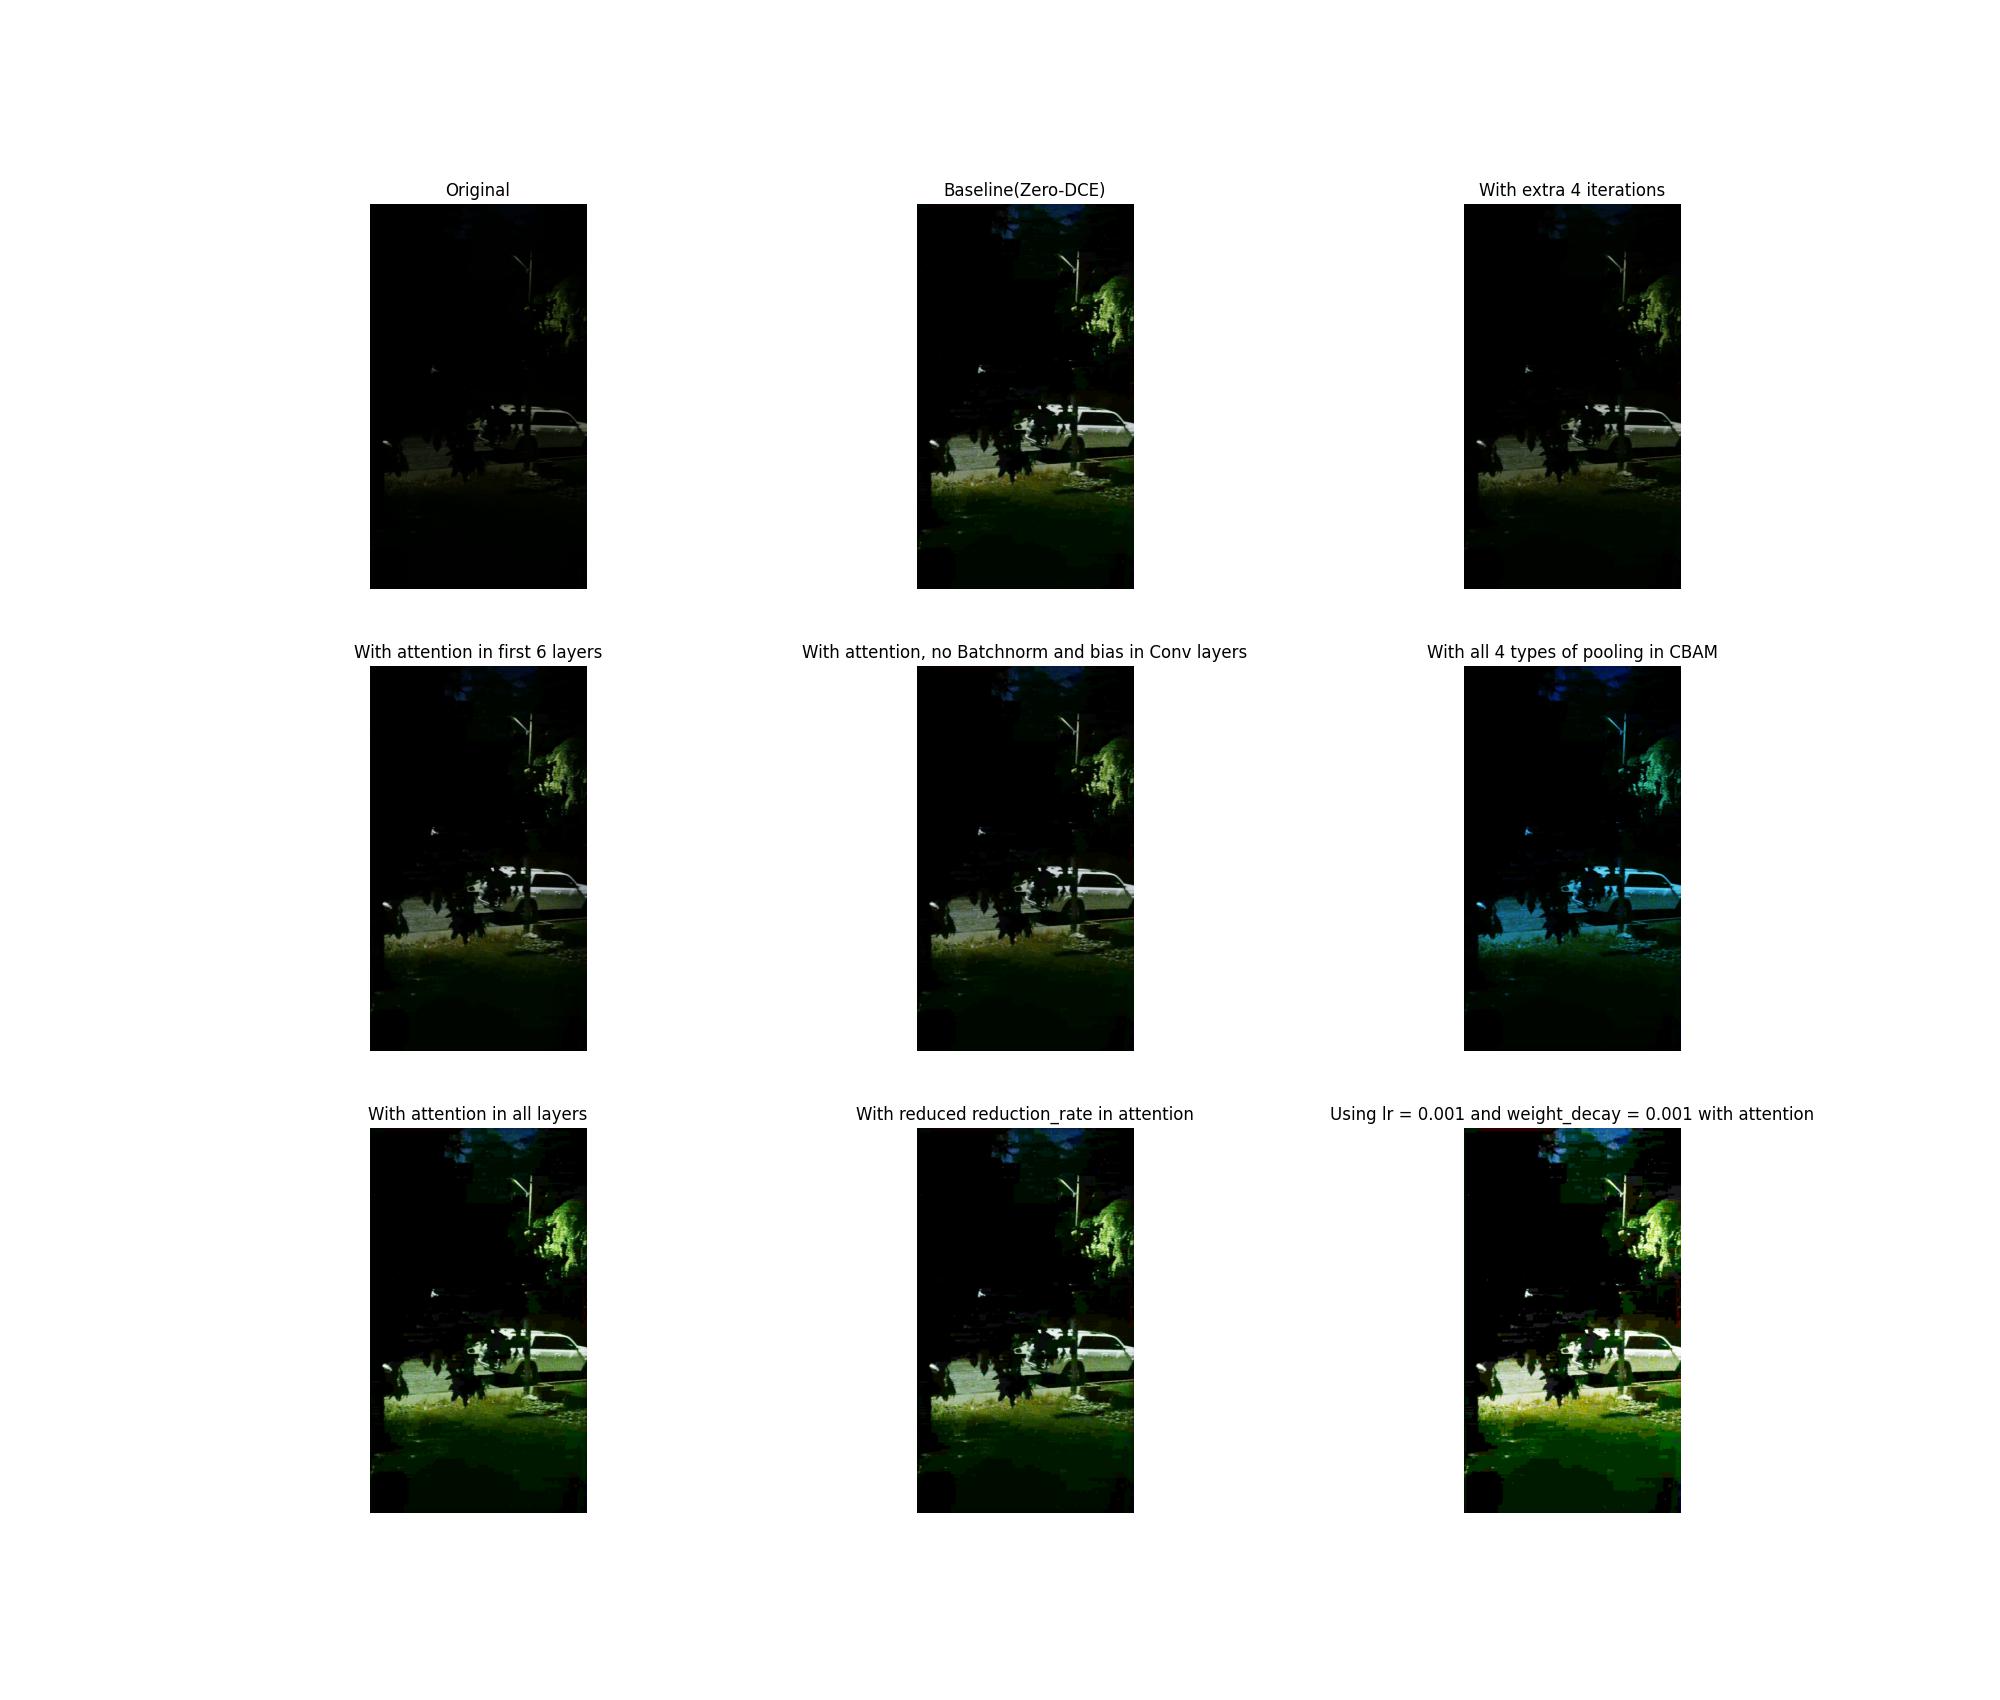 Original
Baseline(Zero-DCE)
With extra 4 iterations
With attention in first 6 layers
With attention, no Batchnorm and bias in Conv layers
With all 4 types of pooling in CBAM
With attention in all layers
With reduced reduction_rate in attention
Using lr = 0.001 and weight_decay = 0.001 with attention